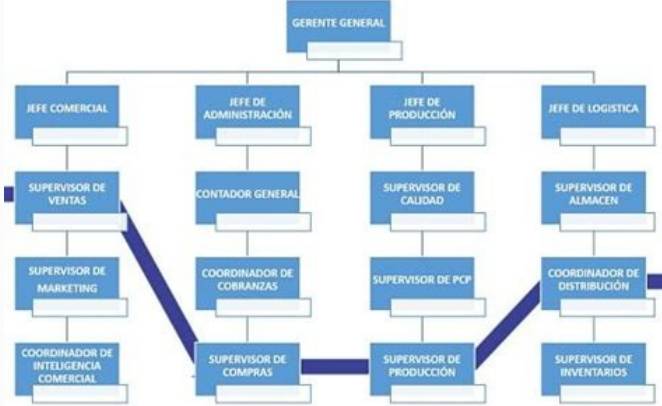 GERENTE GENERAL
JEFE COMERCIAL
JEFE DE
ADMINISTRACIÓN
JEFE DE
PRODUCCIÓN
JEFE DE LOGISTICA
SUPERVISOR DE
VENTAS
CONTADOR GENERAL
SUPERVISOR DE
CALIDAD
SUPERVISOR DE
ALMACEN
SUPERVISOR DE
MARKETING
COORDINADOR DE
COBRANZAS
SUPERVISOR DE PCP
COORDINADOR DE
DISTRIBUCIÓN
COORDINADOR DE
INTELIGENCIA
COMERCIAL
SUPERVISOR DE
COMPRAS
SUPERVISOR DE
PRODUCCIÓN
SUPERVISOR DE
INVENTARIOS